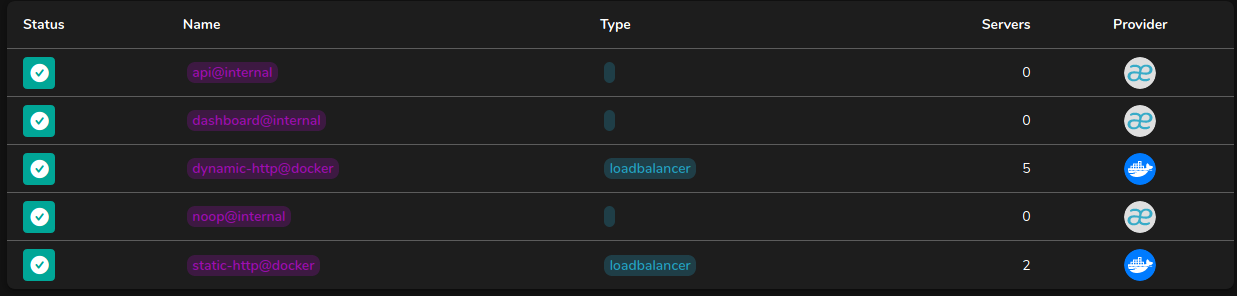 Status Name Type Servers Provider
api@internal 0
dashboard@internal 0
dynamic-http@docker loadbalancer 5
noop@internal 0
static-http@docker loadbalancer 2